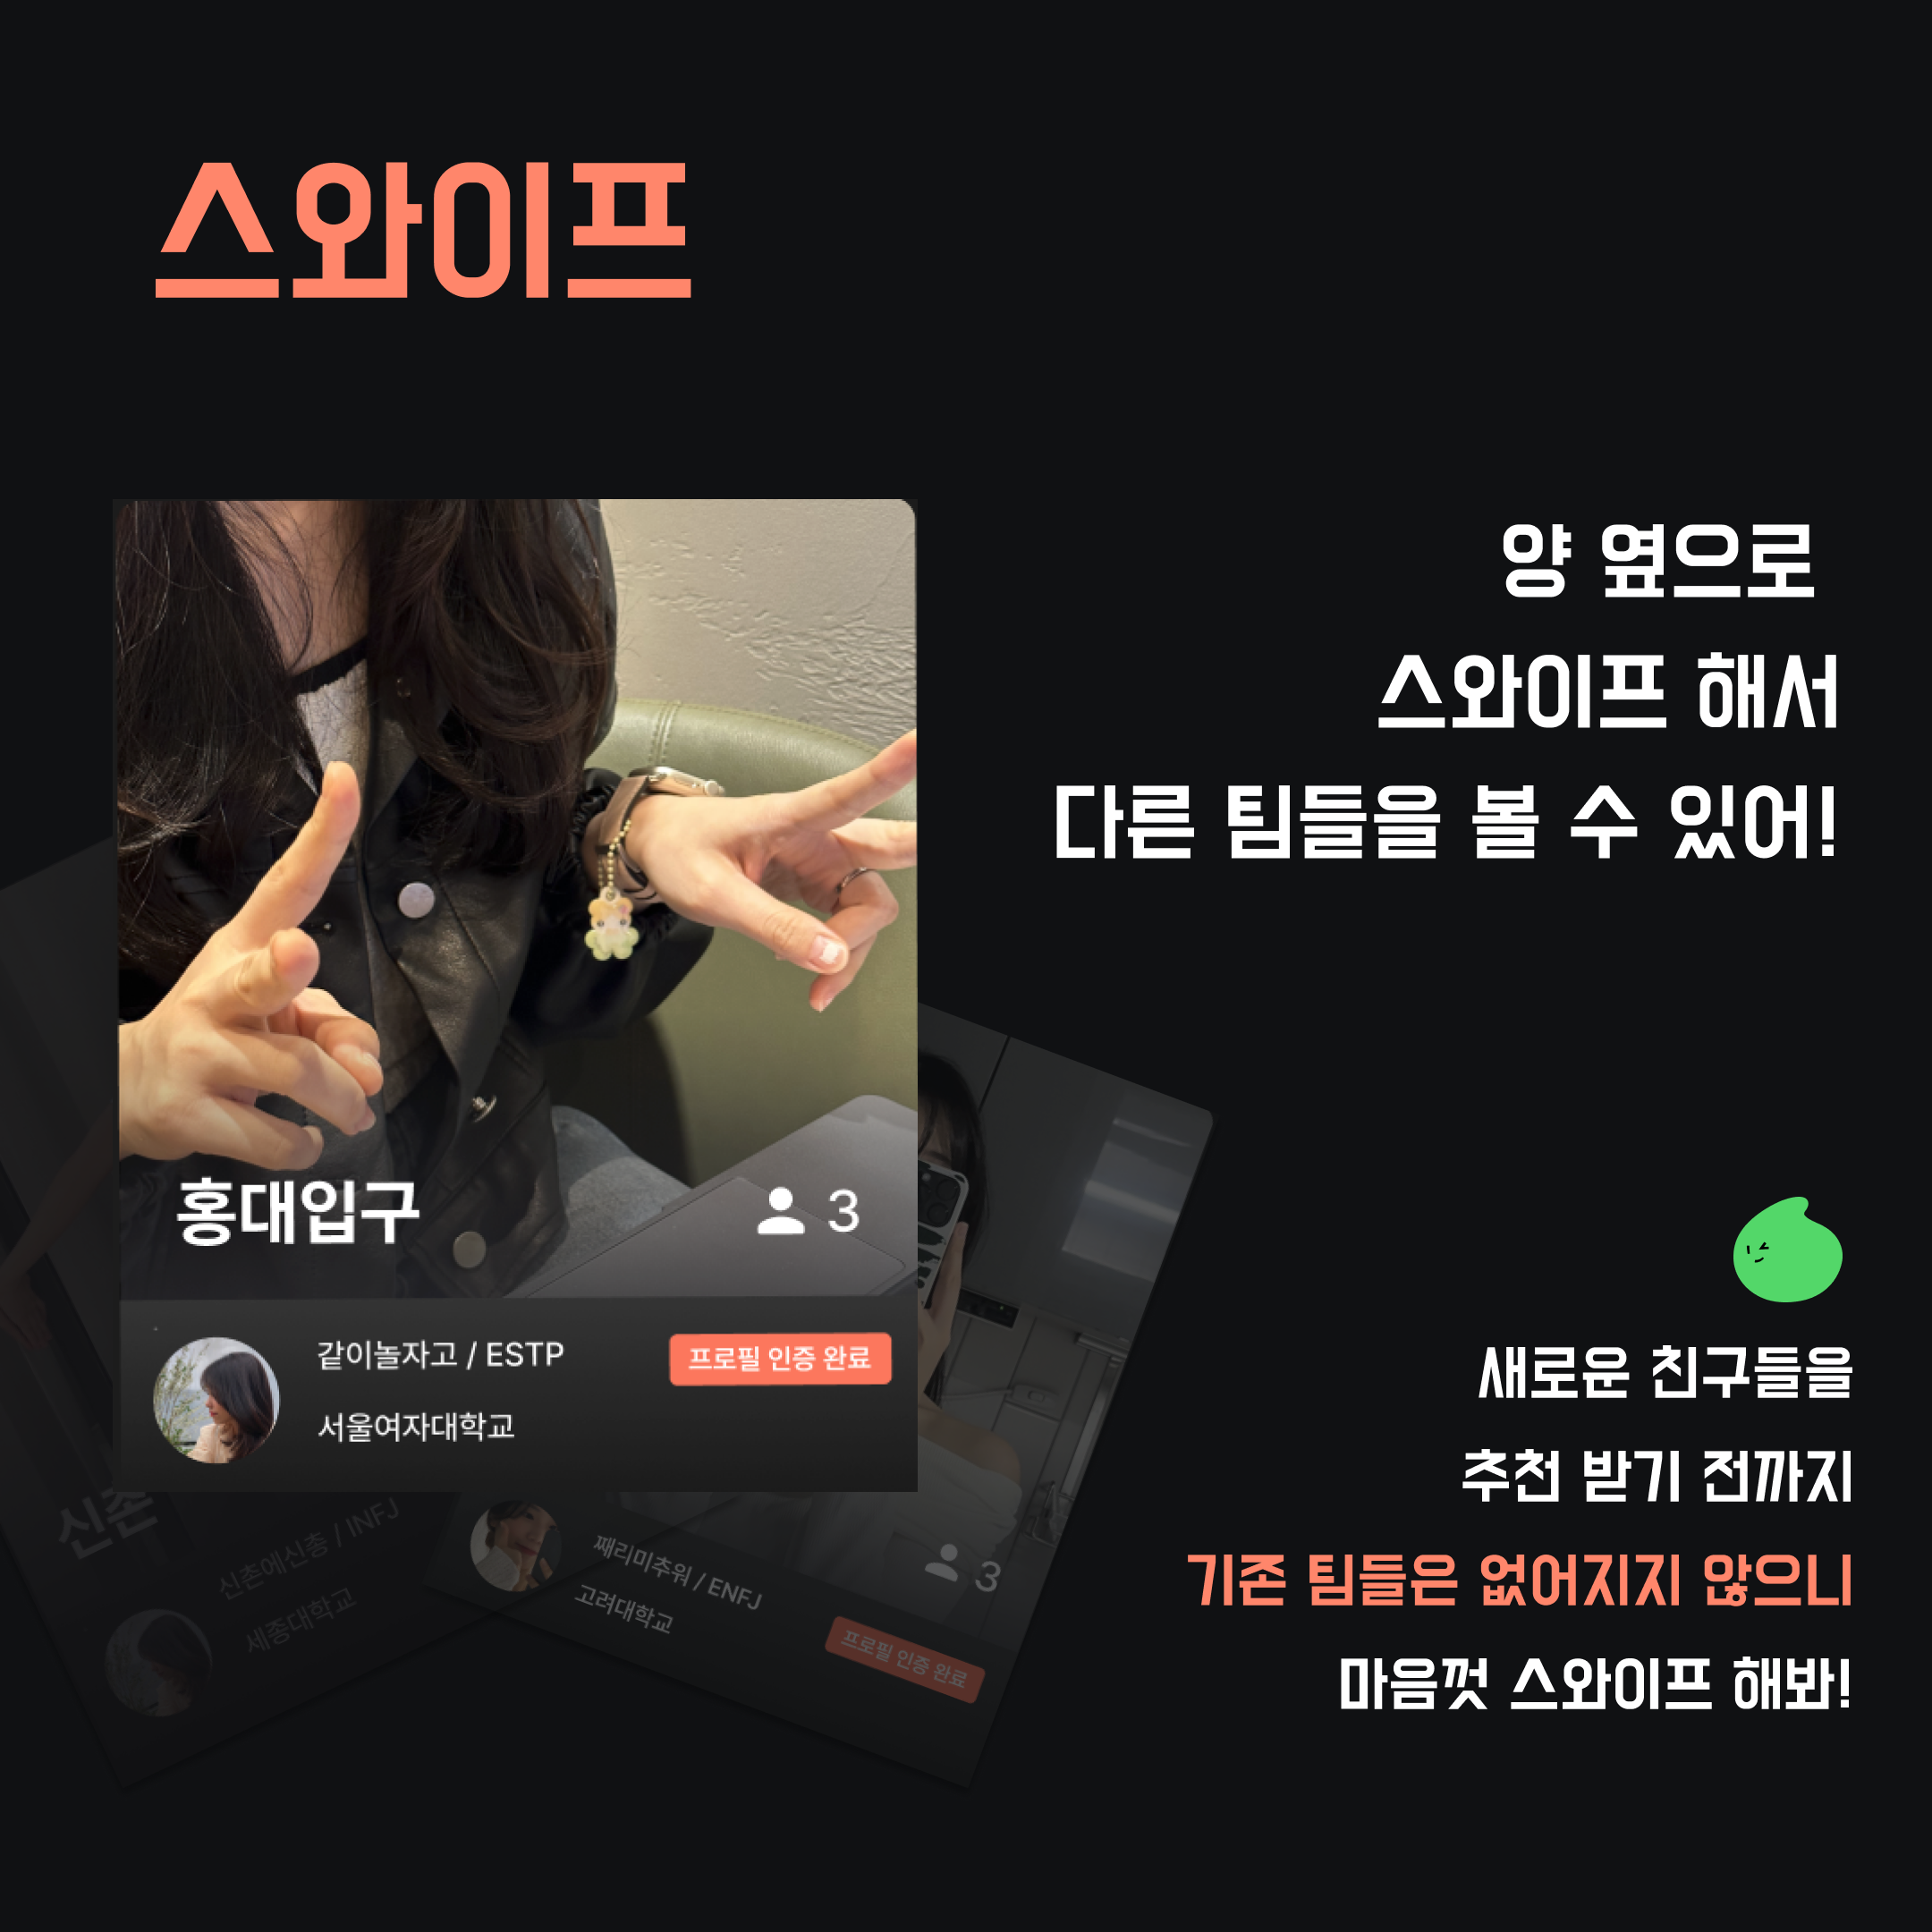 스와이프
양 옆으로
스와이프 해서
다른 팀들을 볼 수 있어!
홍대입구
3
같이놀자고 / ESTP
프로필 인증 완료
서울여자대학교
신촌
신촌에신총 / INFJ
세종대학교
째리미추워 / ENFJ
고려대학교
3
프로필 인증 완료
새로운 친구들을
추천 받기 전까지
기존 팀들은 없어지지 않으니
마음껏 스와이프 해봐!